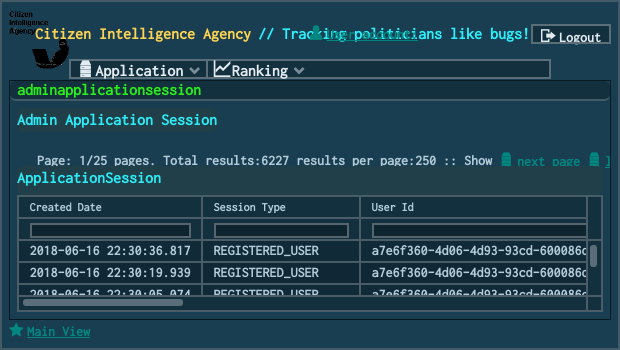 Citizen
Intelligence
Agency
Citizen Intelligence Agency // Tracking politicians like bugs!
Logout
Application Ranking
adminapplicationsession
Admin Application Session
Page: 1/25 pages. Total results:6227 results per page:250 :: Show next page
ApplicationSession
Created Date Session Type User Id
2018-06-16 22:30:36.817 REGISTERED_USER a7e6f360-4d06-4d93-93cd-600086c
2018-06-16 22:30:19.939 REGISTERED_USER a7e6f360-4d06-4d93-93cd-600086c
2018-06-16 22:30:05.074 REGISTERED_USER a7e6f360-4d06-4d93-93cd-600086c
Main View